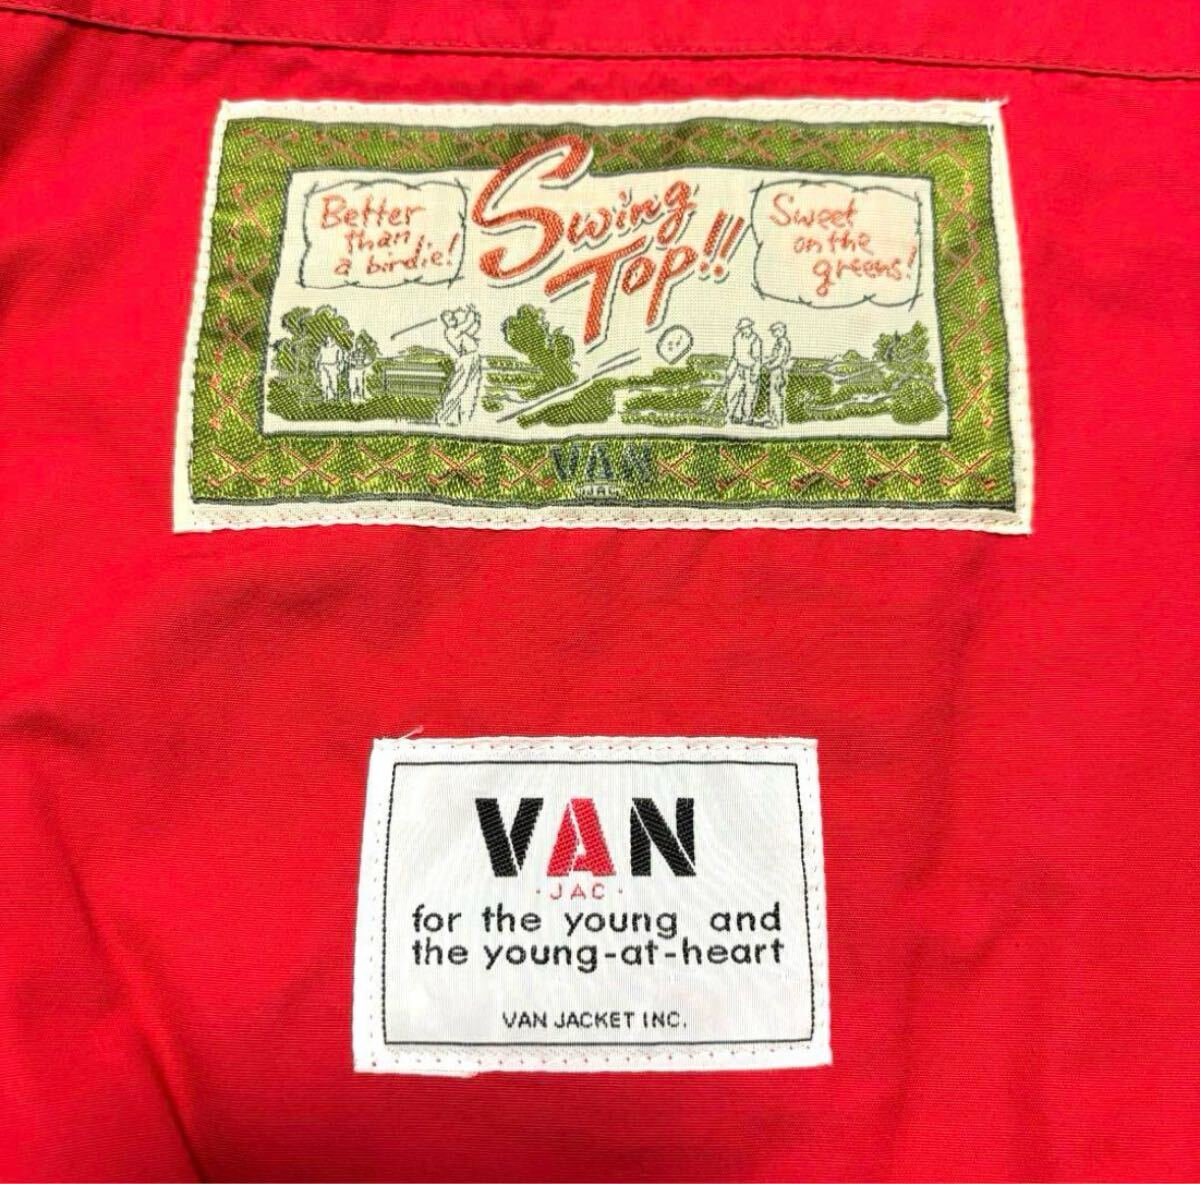 Better
than
a birdie!
Swing
Top!!
Sweet
on the
greens!
VAN
JAC
VAN
·JAC·
for the young and
the young-at-heart
VAN JACKET INC.